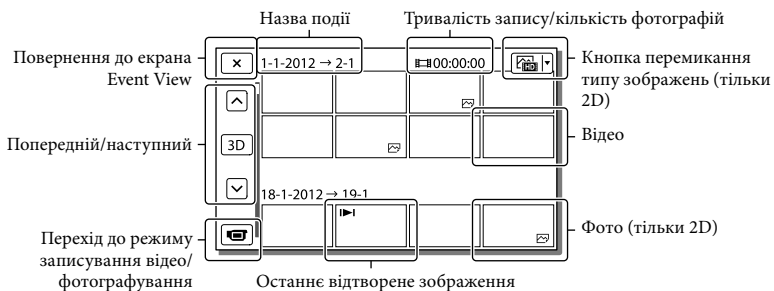 Назва події
Тривалість запису/кількість фотографій
Повернення до екрана
Event View
1-1-2012 → 2-1
00:00:00
HD
Кнопка перемикання
типу зображень (тільки
2D)
Попередній/наступний
3D
Відео
18-1-2012 → 19-1
Фото (тільки 2D)
Перехід до режиму
записування відео/
фотографування
Останнє відтворене зображення